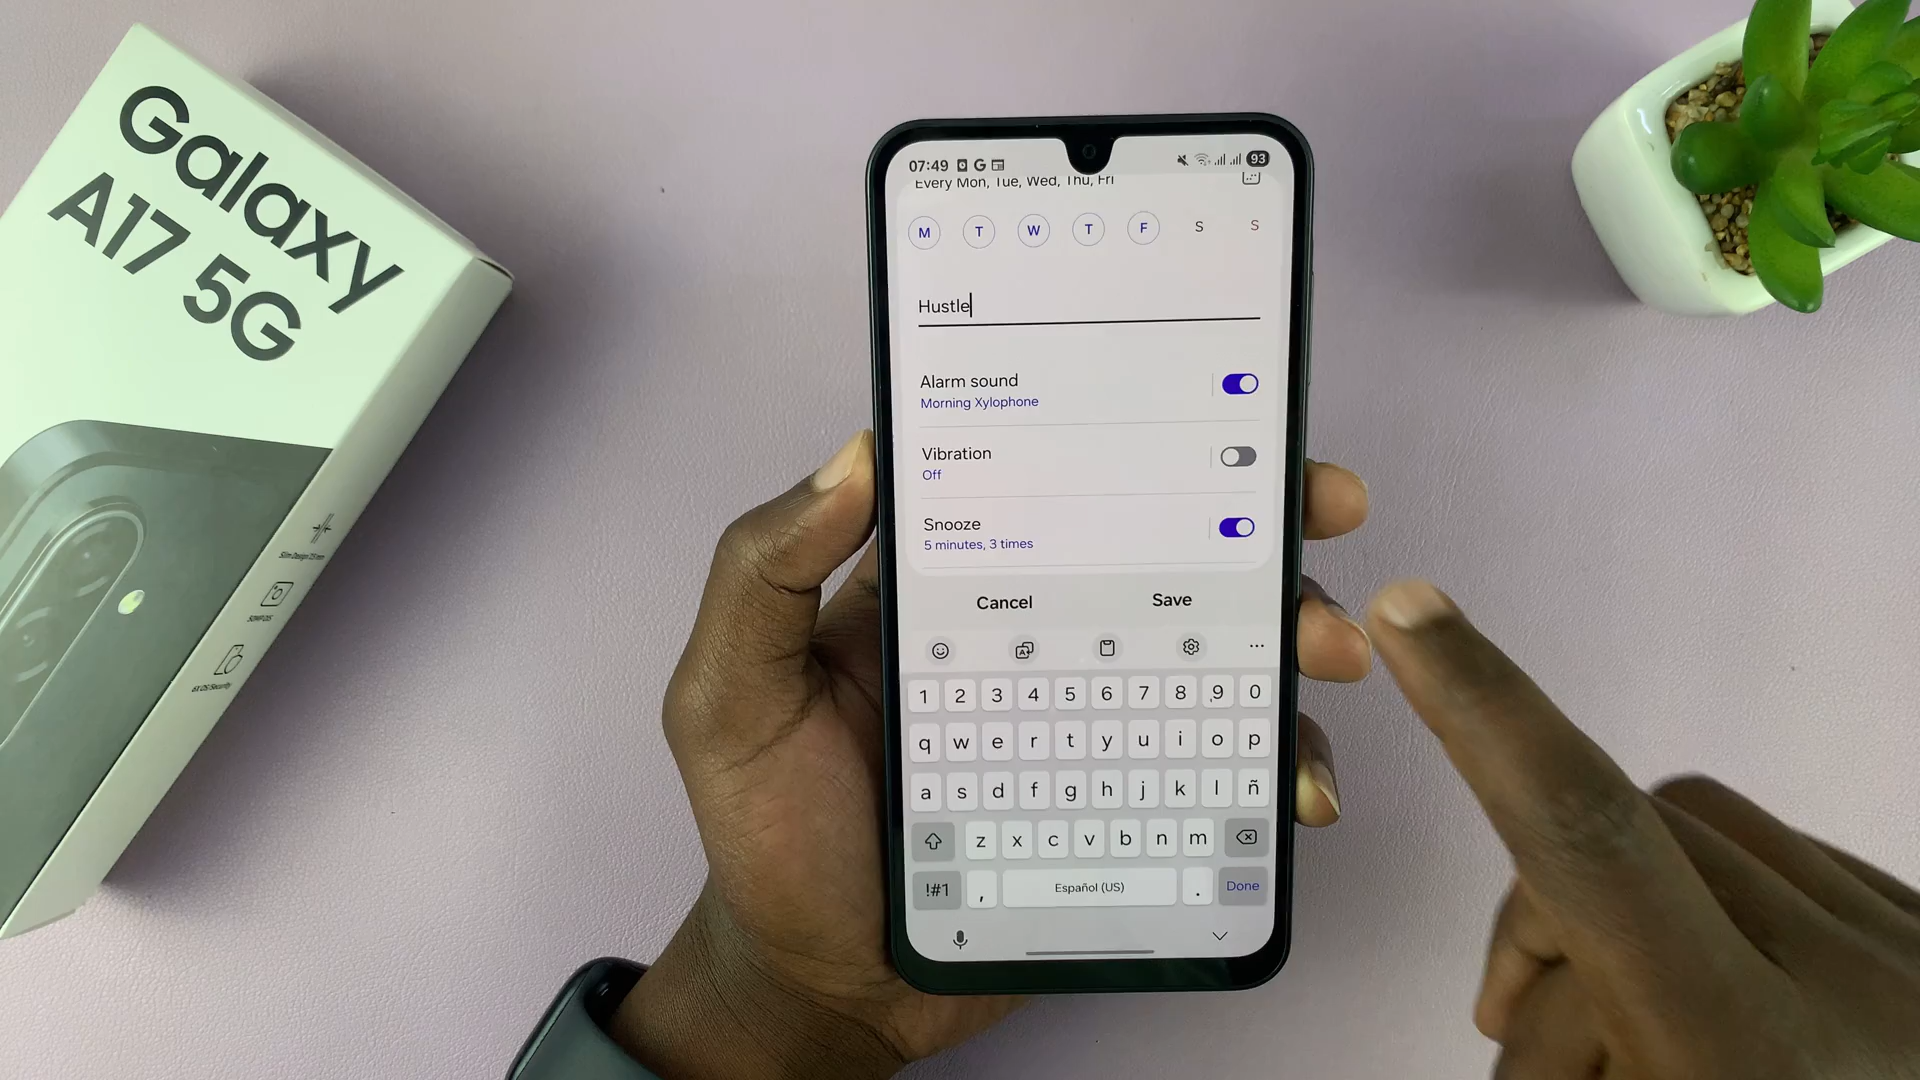 Galaxy
A17 5G
07:49 G 93
Every Mon, Tue, Wed, Thu, Fri
M T W T F S S
Hustle
Alarm sound
Morning Xylophone
Vibration
Off
Snooze
5 minutes, 3 times
Cancel Save
1 2 3 4 5 6 7 8 9 0
q w e r t y u i o p
a s d f g h j k l ñ
z x c v b n m
!#1 , Español (US) . Done